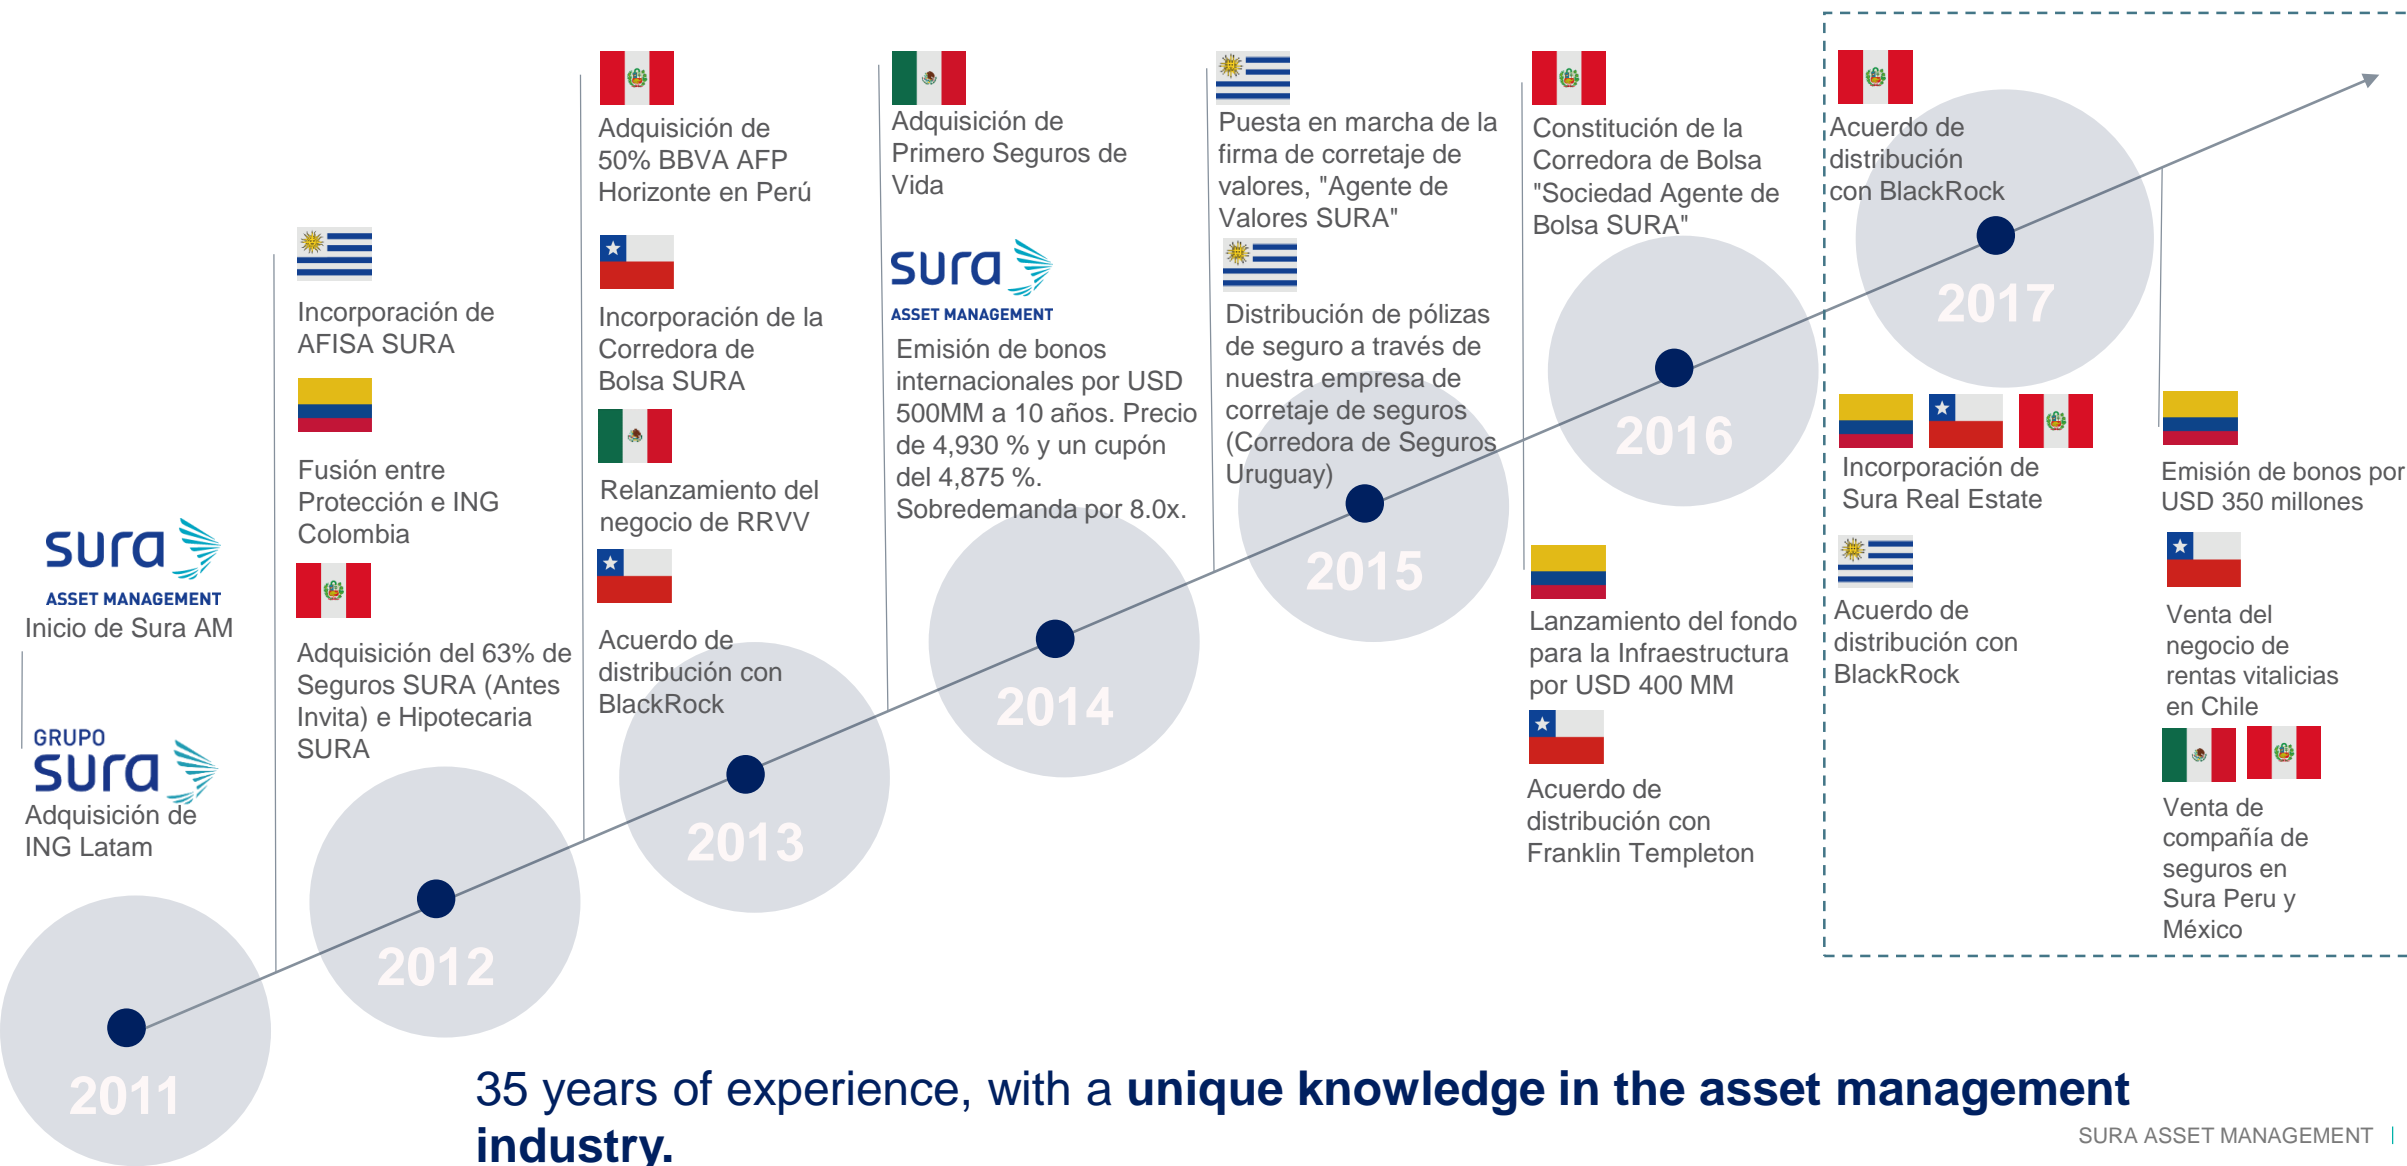 sura
ASSET MANAGEMENT
Inicio de Sura AM
GRUPO
sura
Adquisición de
ING Latam
2011
Incorporación de
AFISA SURA
Fusión entre
Protección e ING
Colombia
Adquisición del 63% de
Seguros SURA (Antes
Invita) e Hipotecaria
SURA
2012
Adquisición de
50% BBVA AFP
Horizonte en Perú
Incorporación de la
Corredora de
Bolsa SURA
Relanzamiento del
negocio de RRVV
Acuerdo de
distribución con
BlackRock
2013
Adquisición de
Primero Seguros de
Vida
sura
ASSET MANAGEMENT
Emisión de bonos
internacionales por USD
500MM a 10 años. Precio
de 4,930 % y un cupón
del 4,875 %.
Sobredemanda por 8.0x.
2014
Puesta en marcha de la
firma de corretaje de
valores, "Agente de
Valores SURA"
Distribución de pólizas
de seguro a través de
nuestra empresa de
corretaje de seguros
(Corredora de Seguros
Uruguay)
2015
Constitución de la
Corredora de Bolsa
"Sociedad Agente de
Bolsa SURA"
2016
Lanzamiento del fondo
para la Infraestructura
por USD 400 MM
Acuerdo de
distribución con
Franklin Templeton
Acuerdo de
distribución
con BlackRock
2017
Incorporación de
Sura Real Estate
Acuerdo de
distribución con
BlackRock
Emisión de bonos por
USD 350 millones
Venta del
negocio de
rentas vitalicias
en Chile
Venta de
compañía de
seguros en
Sura Peru y
México
35 years of experience, with a unique knowledge in the asset management
industry.
SURA ASSET MANAGEMENT |